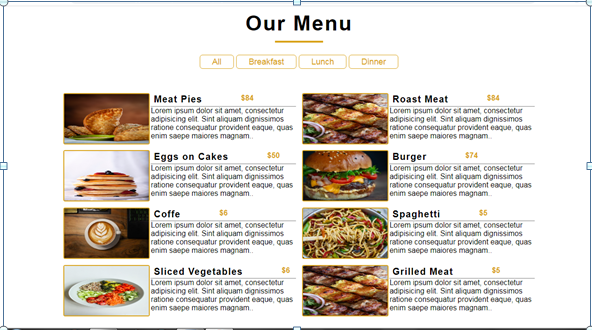 Our Menu
All
Breakfast
Lunch
Dinner
Meat Pies $84
Lorem ipsum dolor sit amet, consectetur
adipisicing elit. Sint aliquam dignissimos
ratione consequatur provident eaque, quas
enim saepe maiores magnam..
Roast Meat $84
Lorem ipsum dolor sit amet, consectetur
adipisicing elit. Sint aliquam dignissimos
ratione consequatur provident eaque, quas
enim saepe maiores magnam..
Eggs on Cakes $50
Lorem ipsum dolor sit amet, consectetur
adipisicing elit. Sint aliquam dignissimos
ratione consequatur provident eaque, quas
enim saepe maiores magnam..
Burger $74
Lorem ipsum dolor sit amet, consectetur
adipisicing elit. Sint aliquam dignissimos
ratione consequatur provident eaque, quas
enim saepe maiores magnam..
Coffe $6
Lorem ipsum dolor sit amet, consectetur
adipisicing elit. Sint aliquam dignissimos
ratione consequatur provident eaque, quas
enim saepe maiores magnam..
Spaghetti $5
Lorem ipsum dolor sit amet, consectetur
adipisicing elit. Sint aliquam dignissimos
ratione consequatur provident eaque, quas
enim saepe maiores magnam..
Sliced Vegetables $6
Lorem ipsum dolor sit amet, consectetur
adipisicing elit. Sint aliquam dignissimos
ratione consequatur provident eaque, quas
enim saepe maiores magnam..
Grilled Meat $5
Lorem ipsum dolor sit amet, consectetur
adipisicing elit. Sint aliquam dignissimos
ratione consequatur provident eaque, quas
enim saepe maiores magnam..